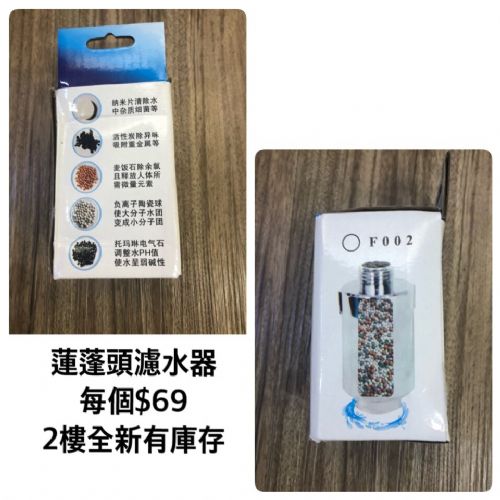 纳米片清除水
中杂质细菌等
活性炭除异味
吸附重金属等
麦饭石除余氯
且释放人体所
需微量元素
负离子陶瓷球
使大分子水团
变成小分子团
托玛琳电气石
调整水PH值
使水呈弱碱性
F002
蓮蓬頭濾水器
每個$69
2樓全新有庫存